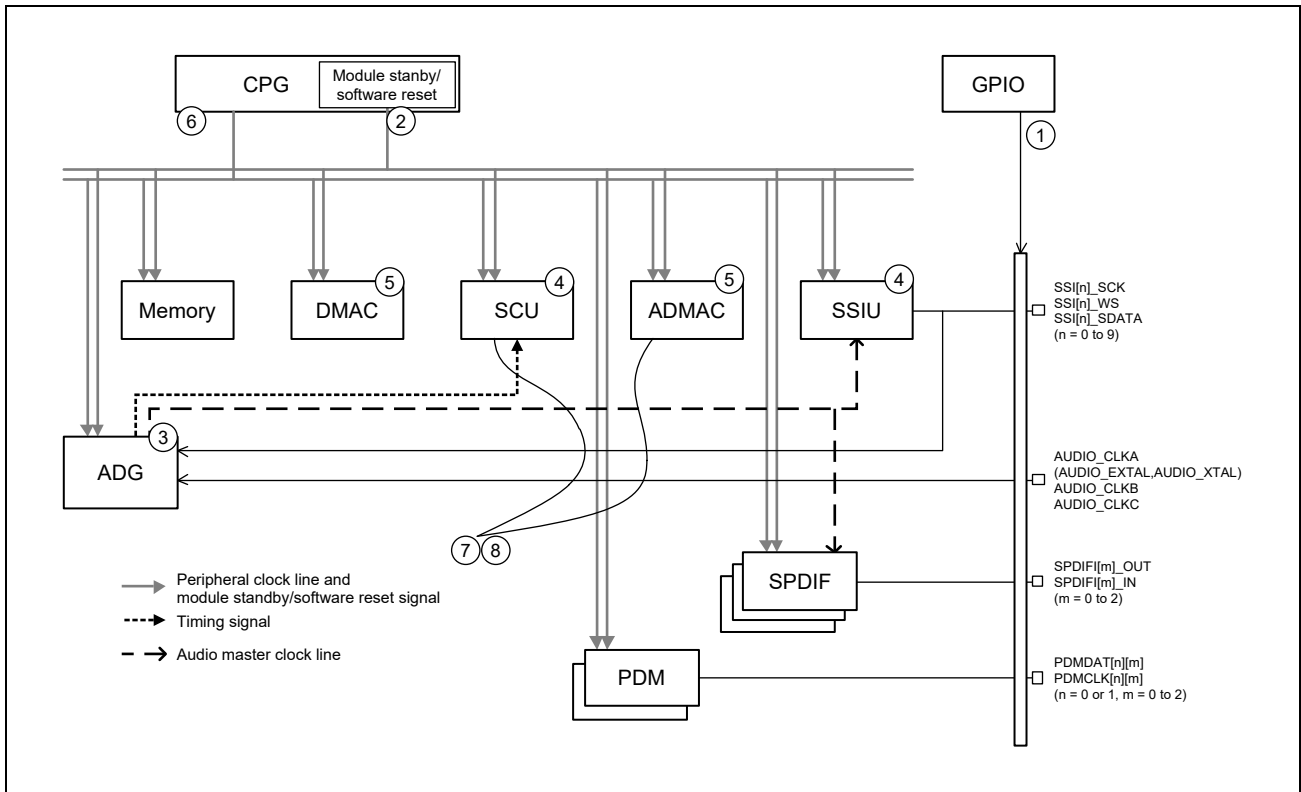 CPG
Module stanby/
software reset
GPIO
6
2
1
Memory
5
DMAC
4
SCU
5
ADMAC
4
SSIU
SSI[n]_SCK
SSI[n]_WS
SSI[n]_SDATA
(n = 0 to 9)
3
ADG
AUDIO_CLKA
(AUDIO_EXTAL,AUDIO_XTAL)
AUDIO_CLKB
AUDIO_CLKC
7
8
SPDIF
SPDIFI[m]_OUT
SPDIFI[m]_IN
(m = 0 to 2)
Peripheral clock line and
module standby/software reset signal
Timing signal
Audio master clock line
PDM
PDMDAT[n][m]
PDMCLK[n][m]
(n = 0 or 1, m = 0 to 2)